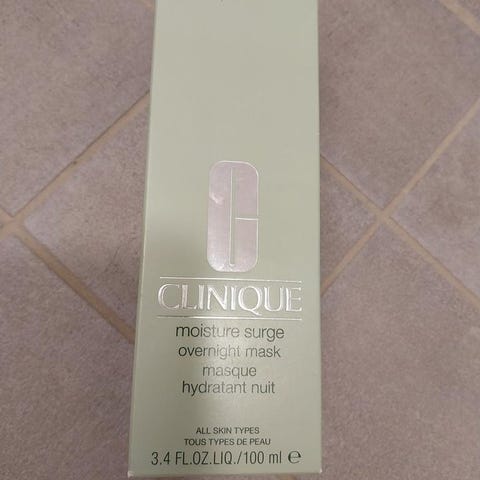 C
CLINIQUE
moisture surge
overnight mask
masque
hydratant nuit
ALL SKIN TYPES
TOUS TYPES DE PEAU
3.4 FL.OZ.LIQ./100 ml ℮